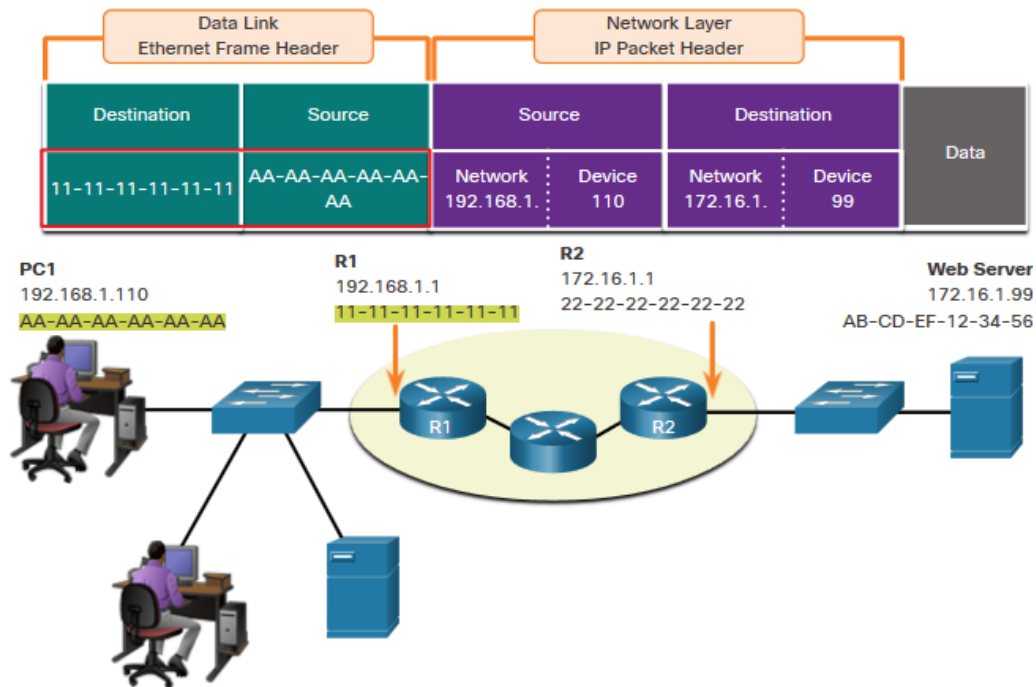 Data Link
Ethernet Frame Header
Network Layer
IP Packet Header
Destination
Source
Source
Destination
Data
11-11-11-11-11-11
AA-AA-AA-AA-AA-
AA
Network
192.168.1.
Device
110
Network
172.16.1.
Device
99
PC1
192.168.1.110
AA-AA-AA-AA-AA-AA
R1
192.168.1.1
11-11-11-11-11-11
R2
172.16.1.1
22-22-22-22-22-22
Web Server
172.16.1.99
AB-CD-EF-12-34-56
R1
R2